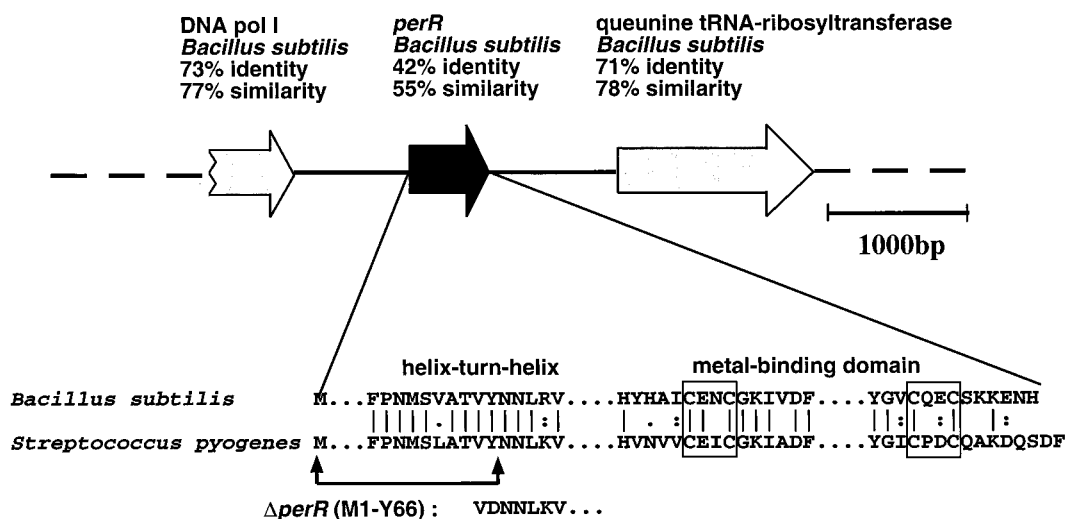 DNA pol I
Bacillus subtilis
73% identity
77% similarity
perR
Bacillus subtilis
42% identity
55% similarity
queunine tRNA-ribosyltransferase
Bacillus subtilis
71% identity
78% similarity
1000bp
helix-turn-helix
metal-binding domain
Bacillus subtilis M...FPNMSVATVYNNLRV....HYHAICENCGKIVDF....YGVCQECSKKENH
Streptococcus pyogenes M...FPNMSLATVYNNLKV....HVNVVCEICGKIADF....YGICPDCQAKDQSDF
ΔperR (M1-Y66) : VDNNLKV...